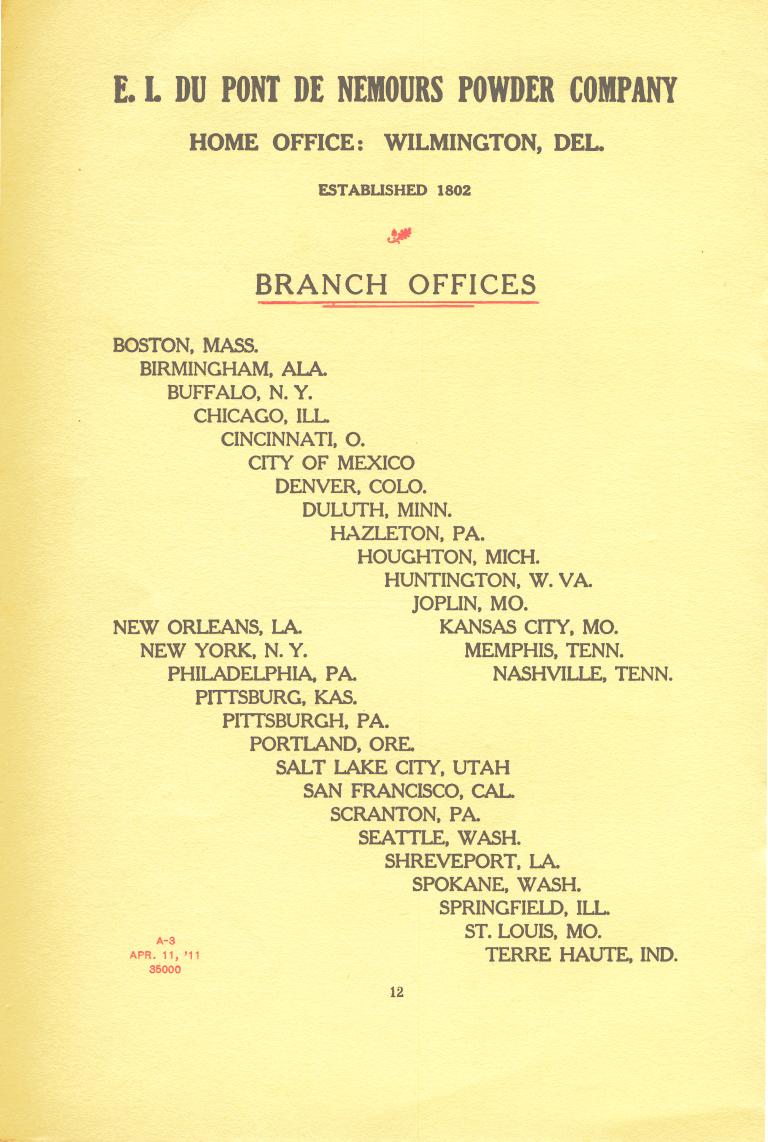 E. I. DU PONT DE NEMOURS POWDER COMPANY
HOME OFFICE: WILMINGTON, DEL.
ESTABLISHED 1802
BRANCH OFFICES
BOSTON, MASS.
BIRMINGHAM, ALA.
BUFFALO, N. Y.
CHICAGO, ILL.
CINCINNATI, O.
CITY OF MEXICO
DENVER, COLO.
DULUTH, MINN.
HAZLETON, PA.
HOUGHTON, MICH.
HUNTINGTON, W. VA.
JOPLIN, MO.
KANSAS CITY, MO.
MEMPHIS, TENN.
NASHVILLE, TENN.
NEW ORLEANS, LA.
NEW YORK, N. Y.
PHILADELPHIA, PA.
PITTSBURG, KAS.
PITTSBURGH, PA.
PORTLAND, ORE.
SALT LAKE CITY, UTAH
SAN FRANCISCO, CAL.
SCRANTON, PA.
SEATTLE, WASH.
SHREVEPORT, LA.
SPOKANE, WASH.
SPRINGFIELD, ILL.
ST. LOUIS, MO.
TERRE HAUTE, IND.
A-3
APR. 11, '11
35000
12